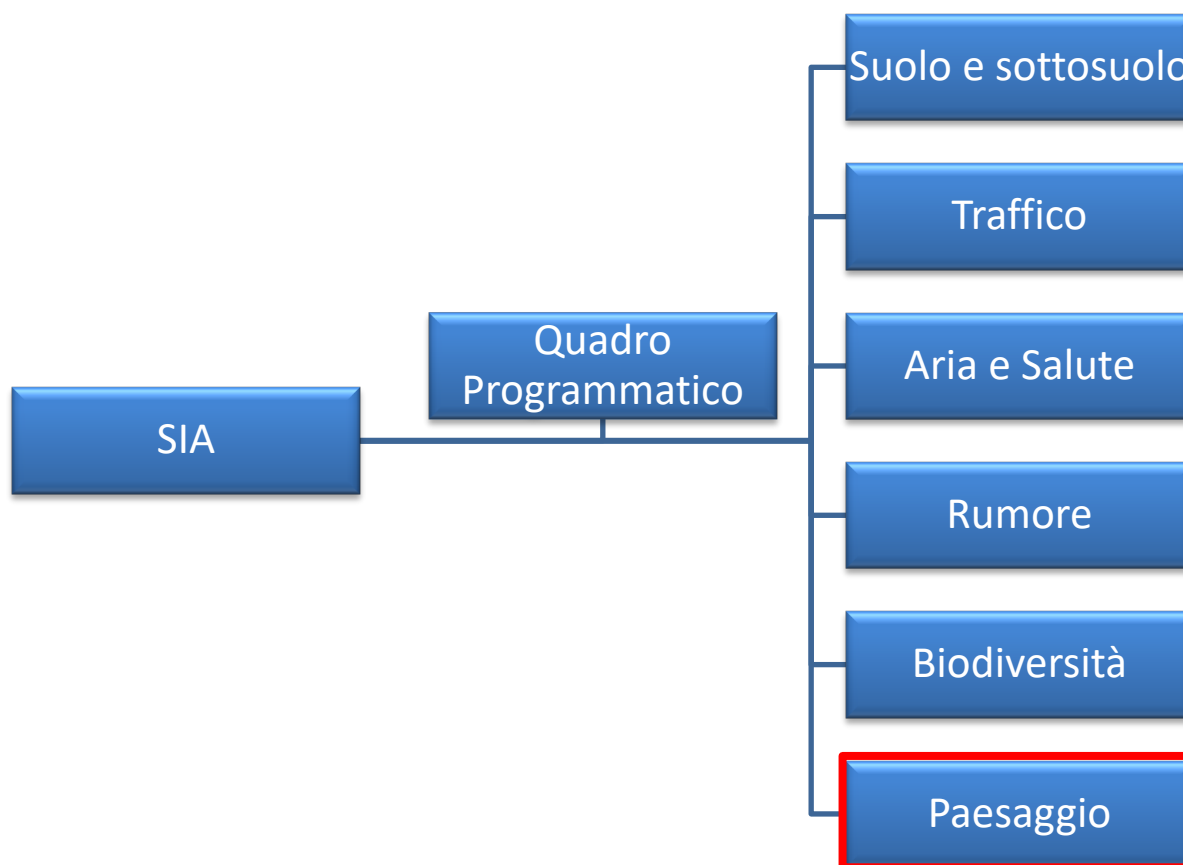 SIA
Quadro
Programmatico
Suolo e sottosuolo
Traffico
Aria e Salute
Rumore
Biodiversità
Paesaggio